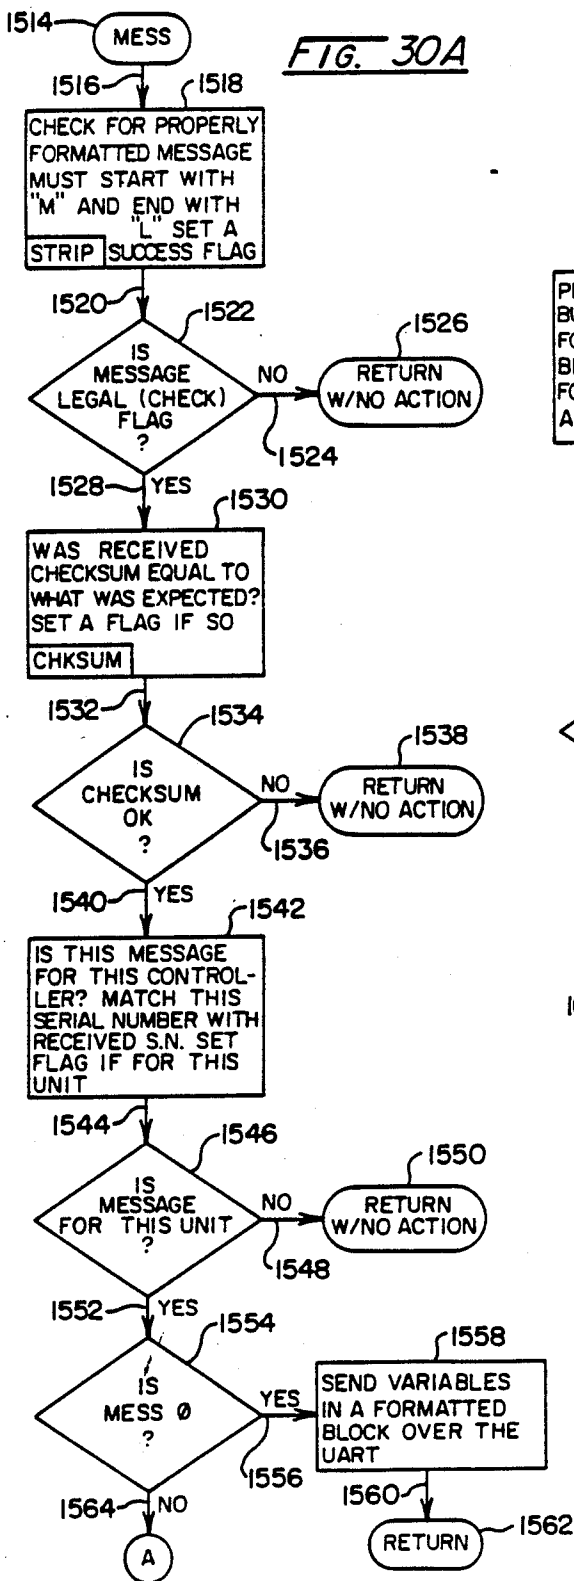 1514
MESS
FIG. 30A
1516
1518
CHECK FOR PROPERLY
FORMATTED MESSAGE
MUST START WITH
"M" AND END WITH
"L" SET A
STRIP SUCCESS FLAG
1520
1522
IS
MESSAGE
LEGAL (CHECK)
FLAG
?
NO
1524
1526
RETURN
W/NO ACTION
1528
YES
1530
WAS RECEIVED
CHECKSUM EQUAL TO
WHAT WAS EXPECTED?
SET A FLAG IF SO
CHKSUM
1532
1534
IS
CHECKSUM
OK
?
NO
1536
1538
RETURN
W/NO ACTION
1540
YES
1542
IS THIS MESSAGE
FOR THIS CONTROL-
LER? MATCH THIS
SERIAL NUMBER WITH
RECEIVED S.N. SET
FLAG IF FOR THIS
UNIT
1544
1546
IS
MESSAGE
FOR THIS UNIT
?
NO
1548
1550
RETURN
W/NO ACTION
1552
YES
1554
IS
MESS Ø
?
YES
1556
1558
SEND VARIABLES
IN A FORMATTED
BLOCK OVER THE
UART
1560
RETURN
1562
1564
NO
A